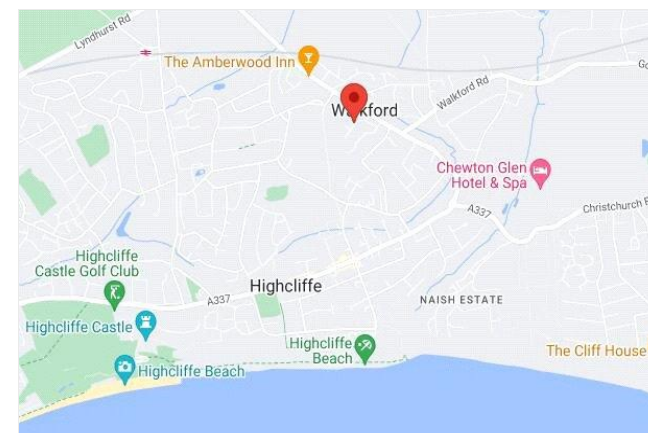 Lyndhurst Rd
The Amberwood Inn
Walkford
Walkford Rd
Go
Chewton Glen
Hotel & Spa
A337
Christchurch R
Highcliffe
Castle Golf Club
Highcliffe
A337
NAISH ESTATE
Highcliffe Castle
Highcliffe
Beach
The Cliff House
Highcliffe Beach